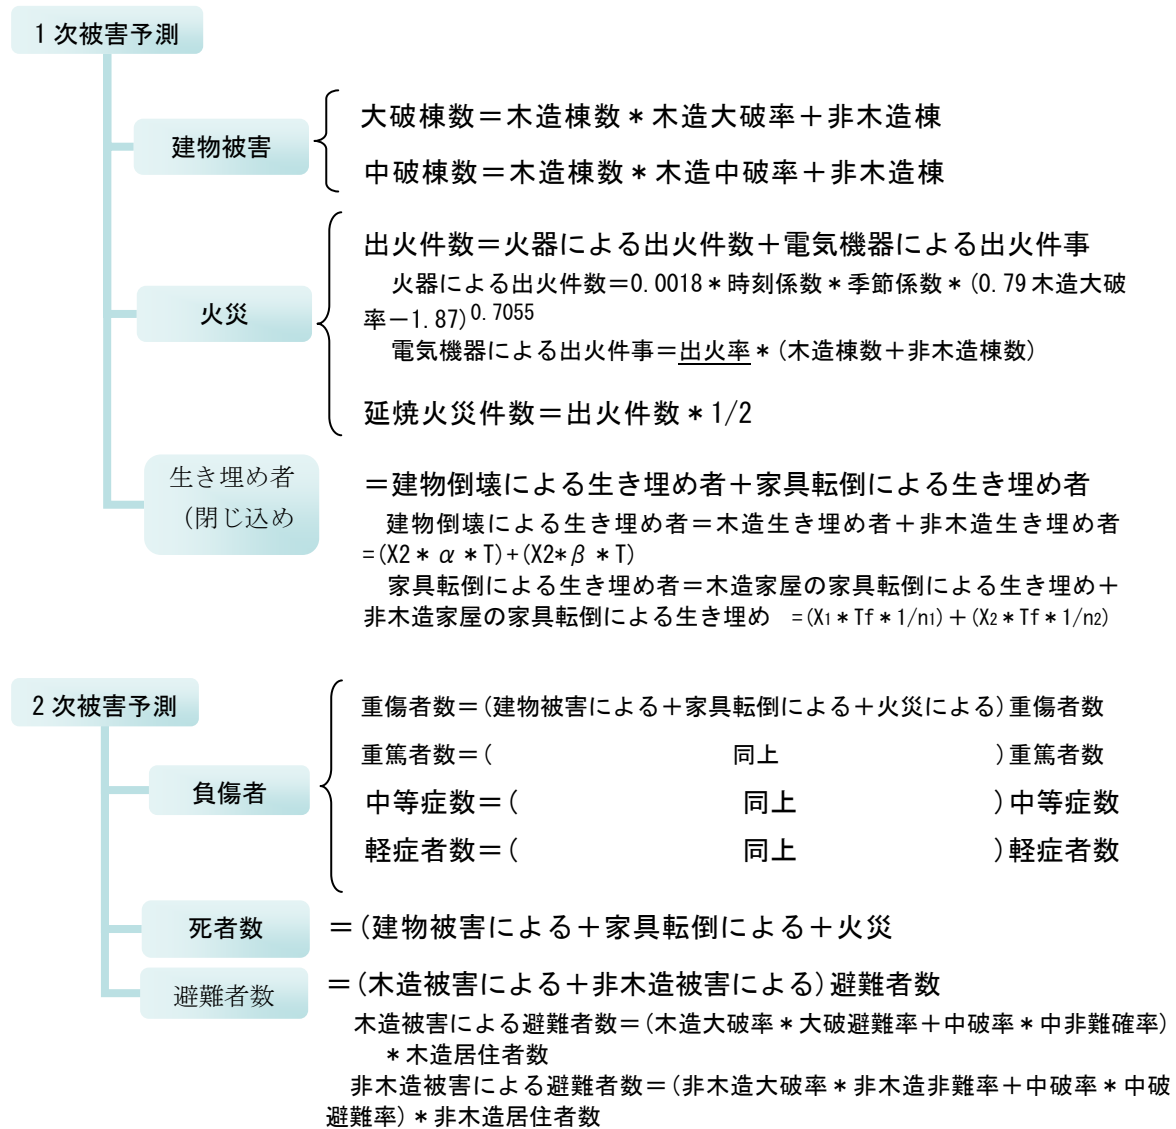 1次被害予測
建物被害
大破棟数＝木造棟数＊木造大破率＋非木造棟
中破棟数＝木造棟数＊木造中破率＋非木造棟
火災
出火件数＝火器による出火件数＋電気機器による出火件事
火器による出火件数＝0.0018＊時刻係数＊季節係数＊(0.79木造大破
率－1.87)0.7055
電気機器による出火件事＝出火率＊(木造棟数＋非木造棟数)
延焼火災件数＝出火件数＊1/2
生き埋め者
（閉じ込め
＝建物倒壊による生き埋め者＋家具転倒による生き埋め者
建物倒壊による生き埋め者＝木造生き埋め者＋非木造生き埋め者
=(X2＊α＊T)+(X2*β＊T)
家具転倒による生き埋め者＝木造家屋の家具転倒による生き埋め＋
非木造家屋の家具転倒による生き埋め =(X1＊Tf＊1/n1)＋(X2＊Tf＊1/n2)
2次被害予測
負傷者
重傷者数＝(建物被害による＋家具転倒による＋火災による)重傷者数
重篤者数＝( 同上 )重篤者数
中等症数＝( 同上 )中等症数
軽症者数＝( 同上 )軽症者数
死者数
＝(建物被害による＋家具転倒による＋火災
避難者数
＝(木造被害による＋非木造被害による)避難者数
木造被害による避難者数＝(木造大破率＊大破避難率＋中破率＊中非難確率)
＊木造居住者数
非木造被害による避難者数＝(非木造大破率＊非木造非難率＋中破率＊中破
避難率)＊非木造居住者数